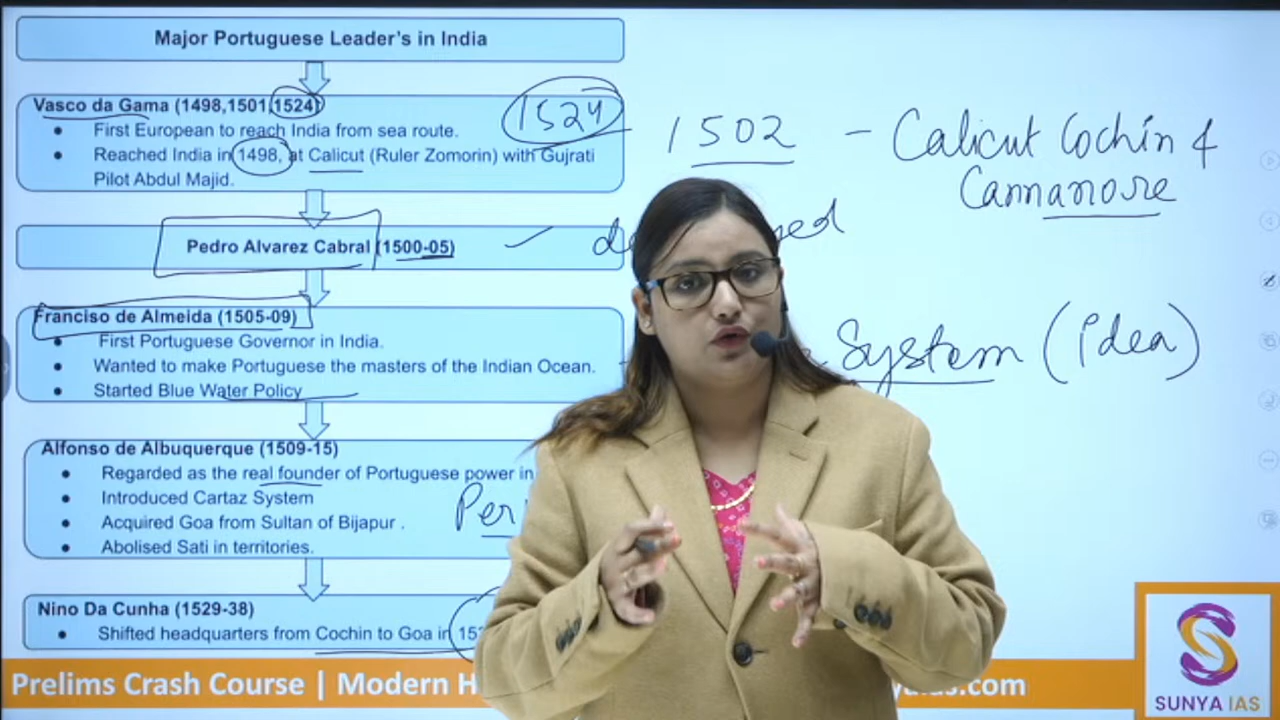 Major Portuguese Leader's in India
Vasco da Gama (1498,1501,1524)
First European to reach India from sea route.
Reached India in 1498, at Calicut (Ruler Zomorin) with Gujrati
Pilot Abdul Majid.
1524
1502 - Calicut Cochin &
Cannanore
Pedro Alvarez Cabral (1500-05)
Franciso de Almeida (1505-09)
First Portuguese Governor in India.
Wanted to make Portuguese the masters of the Indian Ocean.
Started Blue Water Policy
System (idea)
Alfonso de Albuquerque (1509-15)
Regarded as the real founder of Portuguese power in
Introduced Cartaz System
Acquired Goa from Sultan of Bijapur .
Abolised Sati in territories.
Per
Nino Da Cunha (1529-38)
Shifted headquarters from Cochin to Goa in
Prelims Crash Course | Modern
SUNYA IAS